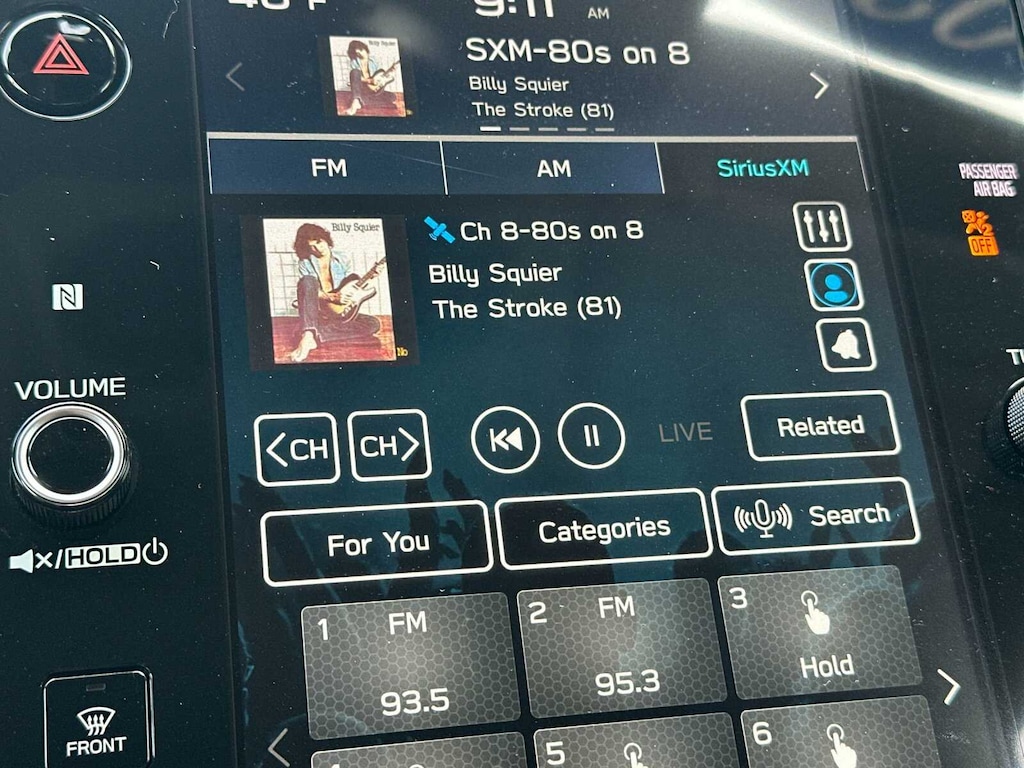 9:11 AM
SXM-80s on 8
Billy Squier
The Stroke (81)
FM
AM
SiriusXM
PASSENGER
AIR BAG
OFF
Billy Squier
No
Ch 8-80s on 8
Billy Squier
The Stroke (81)
N
VOLUME
<CH
CH>
LIVE
Related
For You
Categories
Search
/HOLD
1
FM
93.5
2
FM
95.3
3
Hold
5
6
FRONT